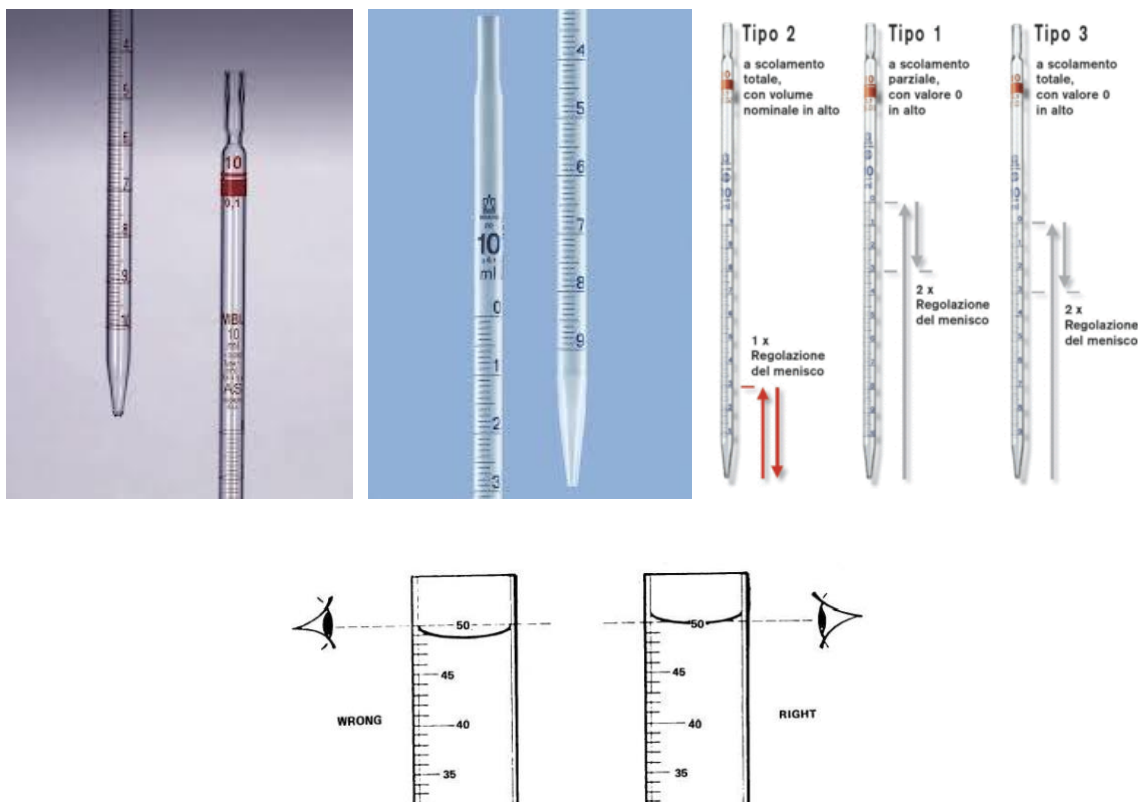 4
5
6
7
8
9
10
10
0,1
MBL
10
AS
10
ml
0
1
2
3
4
5
6
7
8
9
Tipo 2
a scolamento
totale,
con volume
nominale in alto
1 x
Regolazione
del menisco
Tipo 1
a scolamento
parziale,
con valore 0
in alto
2 x
Regolazione
del menisco
Tipo 3
a scolamento
totale,
con valore 0
in alto
2 x
Regolazione
del menisco
50
45
40
35
WRONG
50
45
40
35
RIGHT